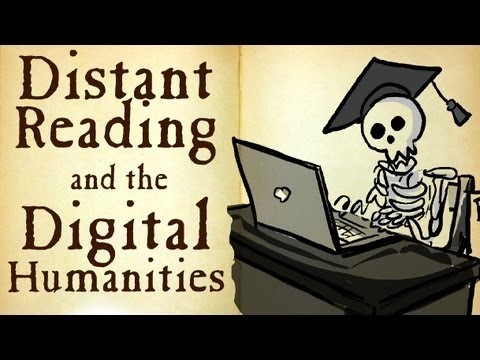 Distant
Reading
and the
Digital
Humanities